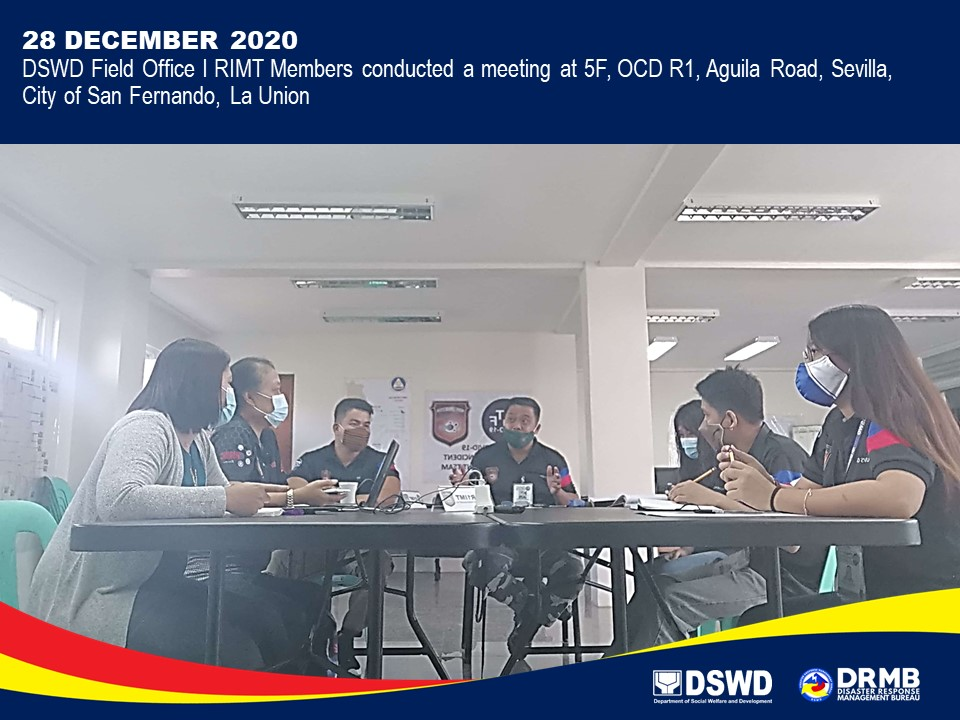 28 DECEMBER 2020
DSWD Field Office I RIMT Members conducted a meeting at 5F, OCD R1, Aguila Road, Sevilla,
City of San Fernando, La Union
DSWD
Department of Social Welfare and Development
DRMB
DISASTER RESPONSE
MANAGEMENT BUREAU